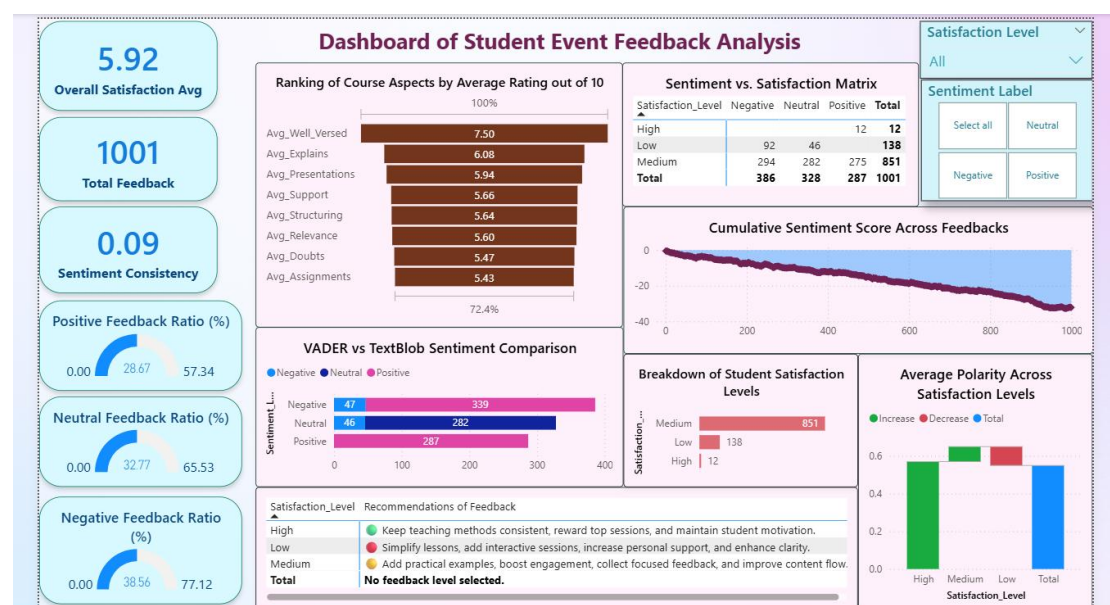 Dashboard of Student Event Feedback Analysis
5.92
Overall Satisfaction Avg
1001
Total Feedback
0.09
Sentiment Consistency
Positive Feedback Ratio (%)
0.00 28.67 57.34
Neutral Feedback Ratio (%)
0.00 32.77 65.53
Negative Feedback Ratio
(%)
0.00 38.56 77.12
Ranking of Course Aspects by Average Rating out of 10
100%
Avg_Well_Versed 7.50
Avg_Explains 6.08
Avg_Presentations 5.94
Avg_Support 5.66
Avg_Structuring 5.64
Avg_Relevance 5.60
Avg_Doubts 5.47
Avg_Assignments 5.43
72.4%
Sentiment vs. Satisfaction Matrix
Satisfaction_Level Negative Neutral Positive Total
High 12 12
Low 92 46 138
Medium 294 282 275 851
Total 386 328 287 1001
Satisfaction Level
All
Sentiment Label
Select all Neutral
Negative Positive
Cumulative Sentiment Score Across Feedbacks
0
-20
-40
0 200 400 600 800 1000
VADER vs TextBlob Sentiment Comparison
Negative Neutral Positive
Sentiment_L...
Negative 47 339
Neutral 46 282
Positive 287
0 100 200 300 400
Breakdown of Student Satisfaction
Levels
Satisfaction_...
Medium 851
Low 138
High 12
Average Polarity Across
Satisfaction Levels
Increase Decrease Total
0.6
0.4
0.2
0.0
High Medium Low Total
Satisfaction_Level
Satisfaction_Level Recommendations of Feedback
High Keep teaching methods consistent, reward top sessions, and maintain student motivation.
Low Simplify lessons, add interactive sessions, increase personal support, and enhance clarity.
Medium Add practical examples, boost engagement, collect focused feedback, and improve content flow.
Total No feedback level selected.